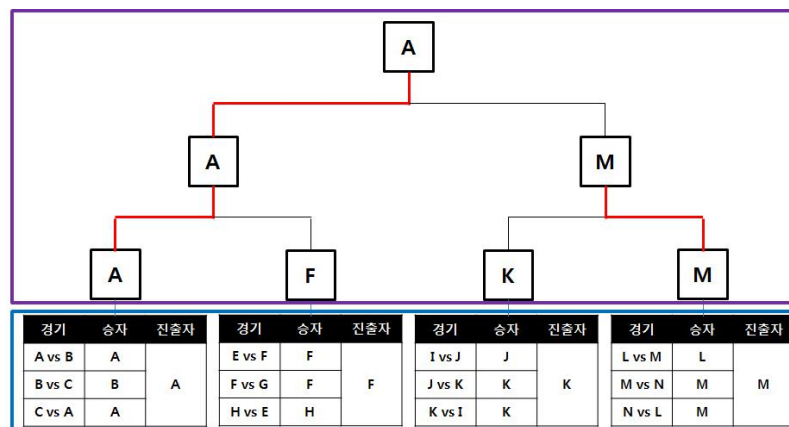 A
A M
A F K M
경기 승자 진출자 경기 승자 진출자 경기 승자 진출자 경기 승자 진출자
A vs B A E vs F F I vs J J L vs M L
B vs C B A F vs G F F J vs K K K M vs N M M
C vs A A H vs E H K vs I K N vs L M